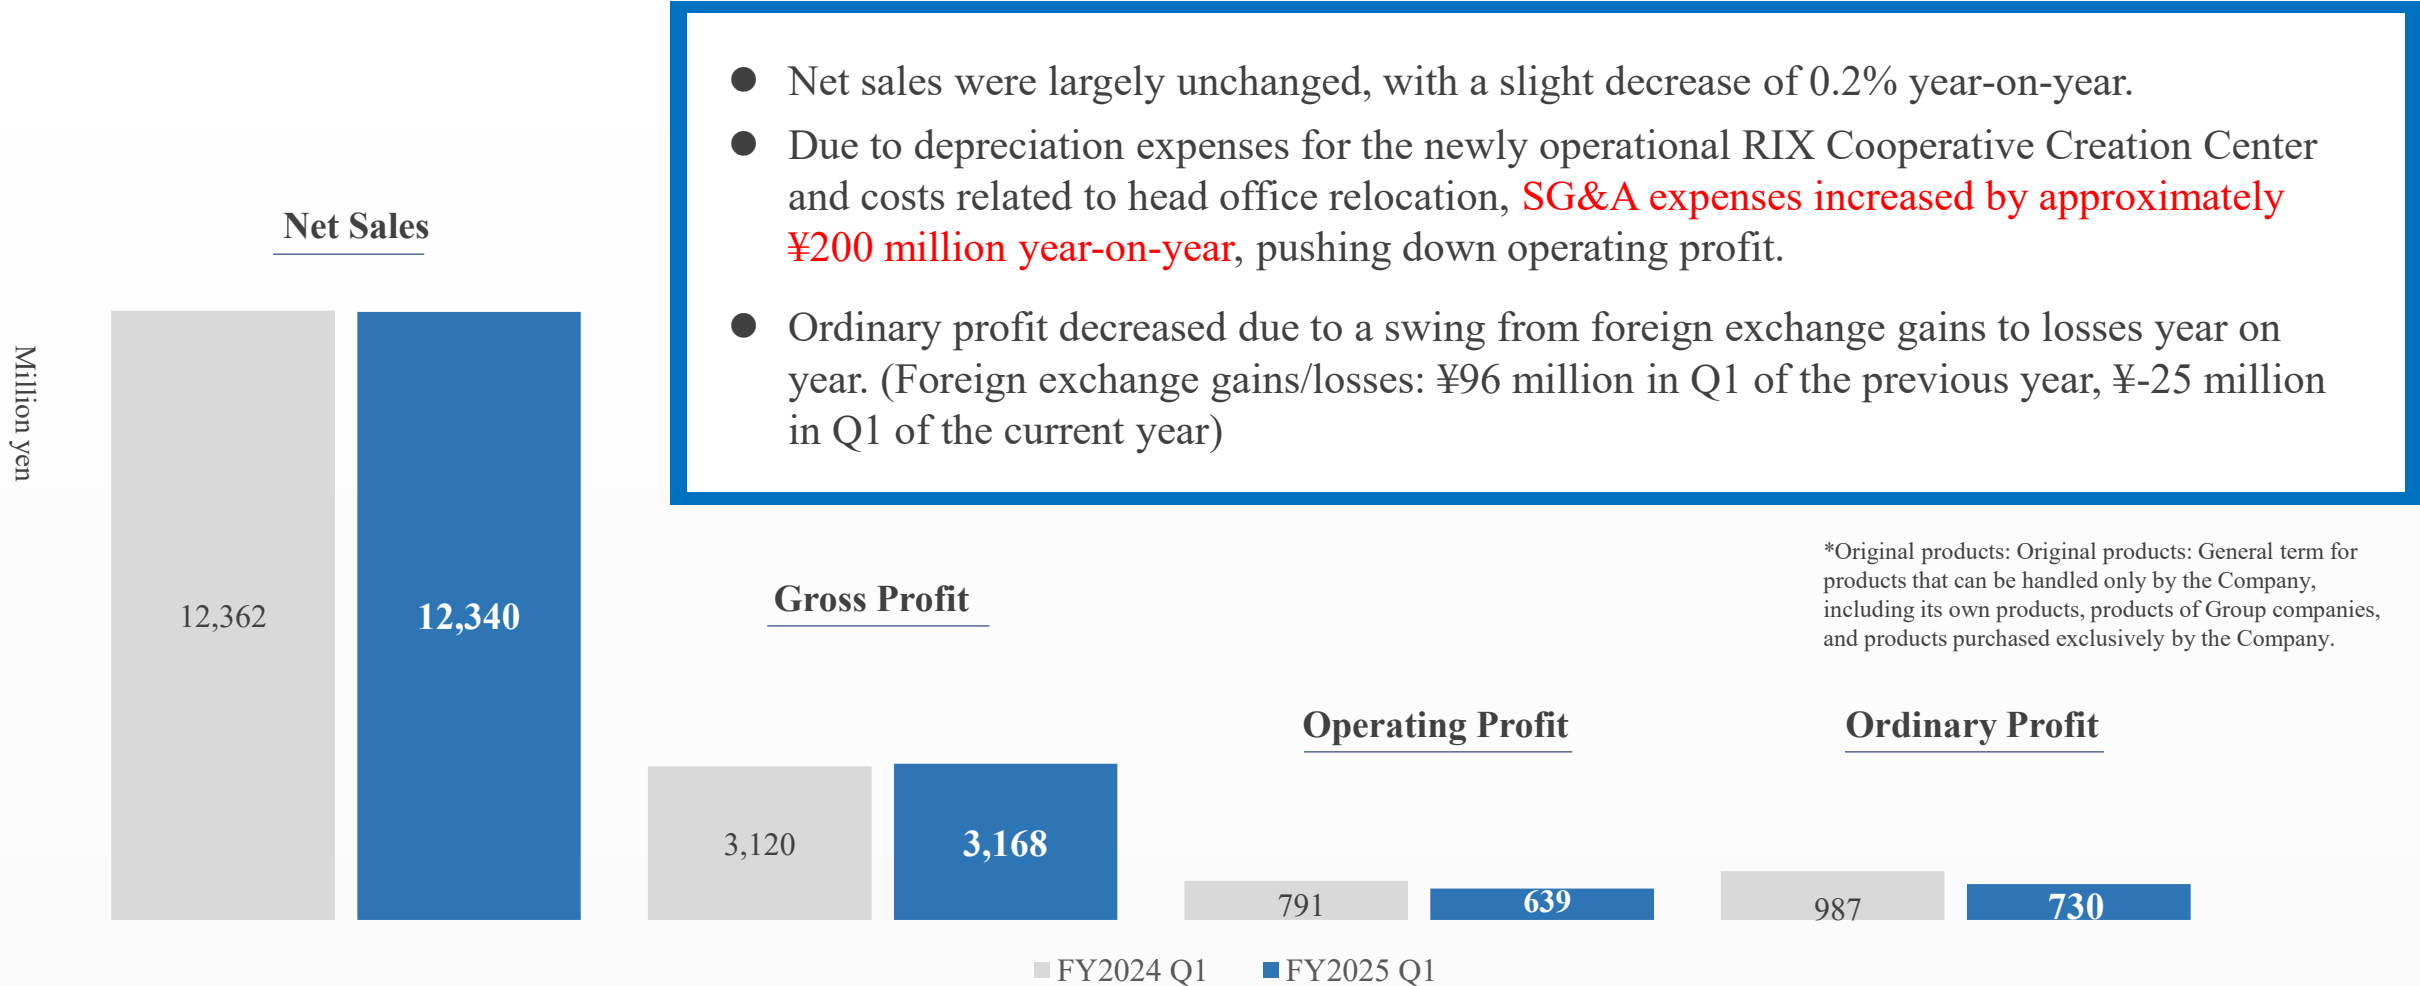 ● Net sales were largely unchanged, with a slight decrease of 0.2% year-on-year.
● Due to depreciation expenses for the newly operational RIX Cooperative Creation Center
and costs related to head office relocation, SG&A expenses increased by approximately
¥200 million year-on-year, pushing down operating profit.
● Ordinary profit decreased due to a swing from foreign exchange gains to losses year on
year. (Foreign exchange gains/losses: ¥96 million in Q1 of the previous year, ¥-25 million
in Q1 of the current year)
Million yen
Net Sales
12,362
12,340
Gross Profit
3,120
3,168
*Original products: Original products: General term for
products that can be handled only by the Company,
including its own products, products of Group companies,
and products purchased exclusively by the Company.
Operating Profit
791
639
Ordinary Profit
987
730
FY2024 Q1
FY2025 Q1